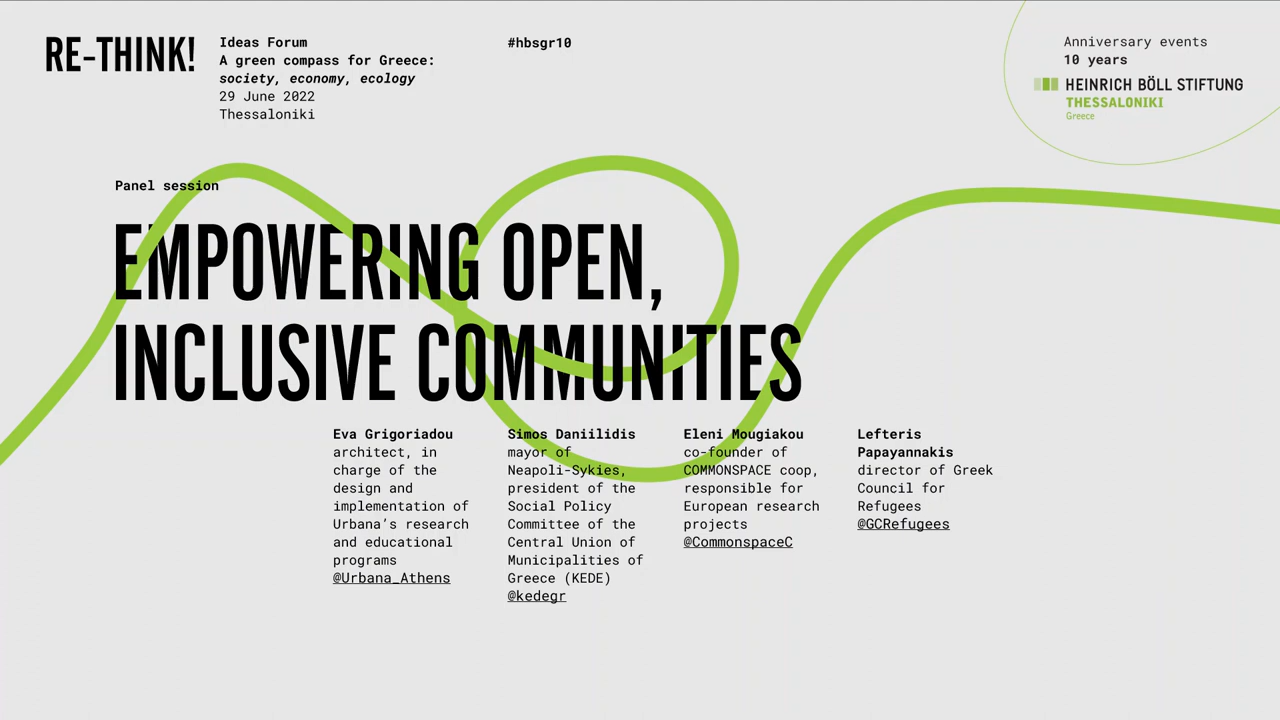 RE-THINK!
Ideas Forum
A green compass for Greece:
society, economy, ecology
29 June 2022
Thessaloniki
#hbsgr10
Anniversary events
10 years
HEINRICH BÖLL STIFTUNG
THESSALONIKI
Greece
Panel session
EMPOWERING OPEN,
INCLUSIVE COMMUNITIES
Eva Grigoriadou
architect, in
charge of the
design and
implementation of
Urbana’s research
and educational
programs
@Urbana_Athens
Simos Daniilidis
mayor of
Neapoli-Sykies,
president of the
Social Policy
Committee of the
Central Union of
Municipalities of
Greece (KEDE)
@kedegr
Eleni Mougiakou
co-founder of
COMMONSPACE coop,
responsible for
European research
projects
@CommonspaceC
Lefteris
Papayannakis
director of Greek
Council for
Refugees
@GCRefugees